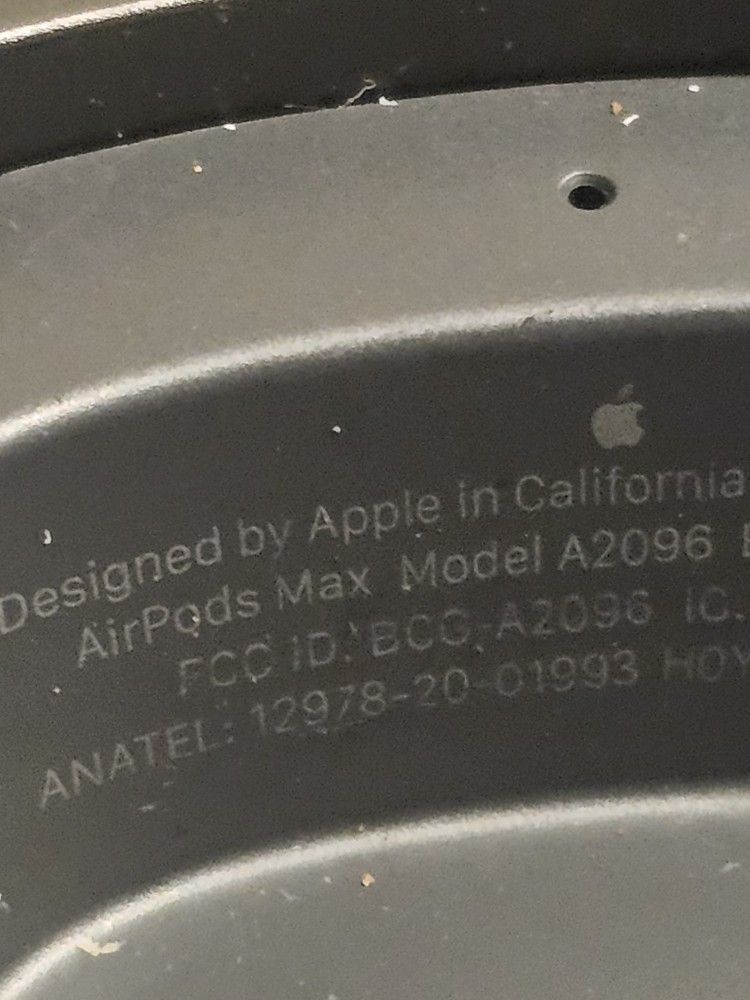 Designed by Apple in California
AirPods Max Model A2096
FCC ID: BCG-A2096 IC:
ANATEL: 12978-20-01993